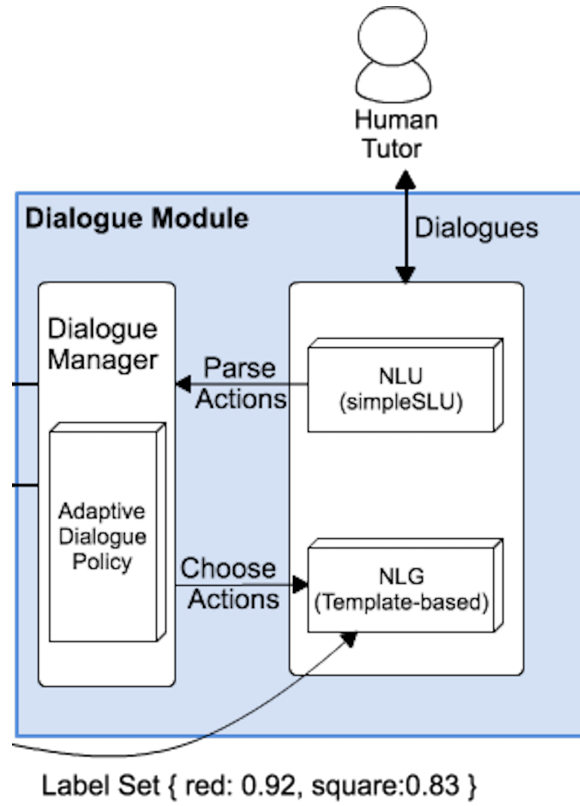 Human
Tutor
Dialogue Module
Dialogues
Dialogue
Manager
Parse
Actions
NLU
(simpleSLU)
Adaptive
Dialogue
Policy
Choose
Actions
NLG
(Template-based)
Label Set { red: 0.92, square:0.83 }